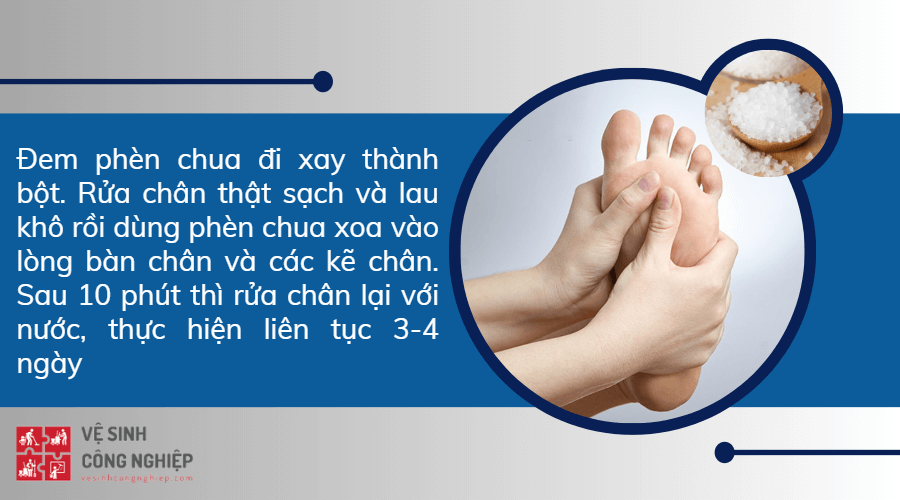 Đem phèn chua đi xay thành
bột. Rửa chân thật sạch và lau
khô rồi dùng phèn chua xoa vào
lòng bàn chân và các kẽ chân.
Sau 10 phút thì rửa chân lại với
nước, thực hiện liên tục 3-4
ngày
VỆ SINH
CÔNG NGHIỆP
vesinhcongnghiep.com